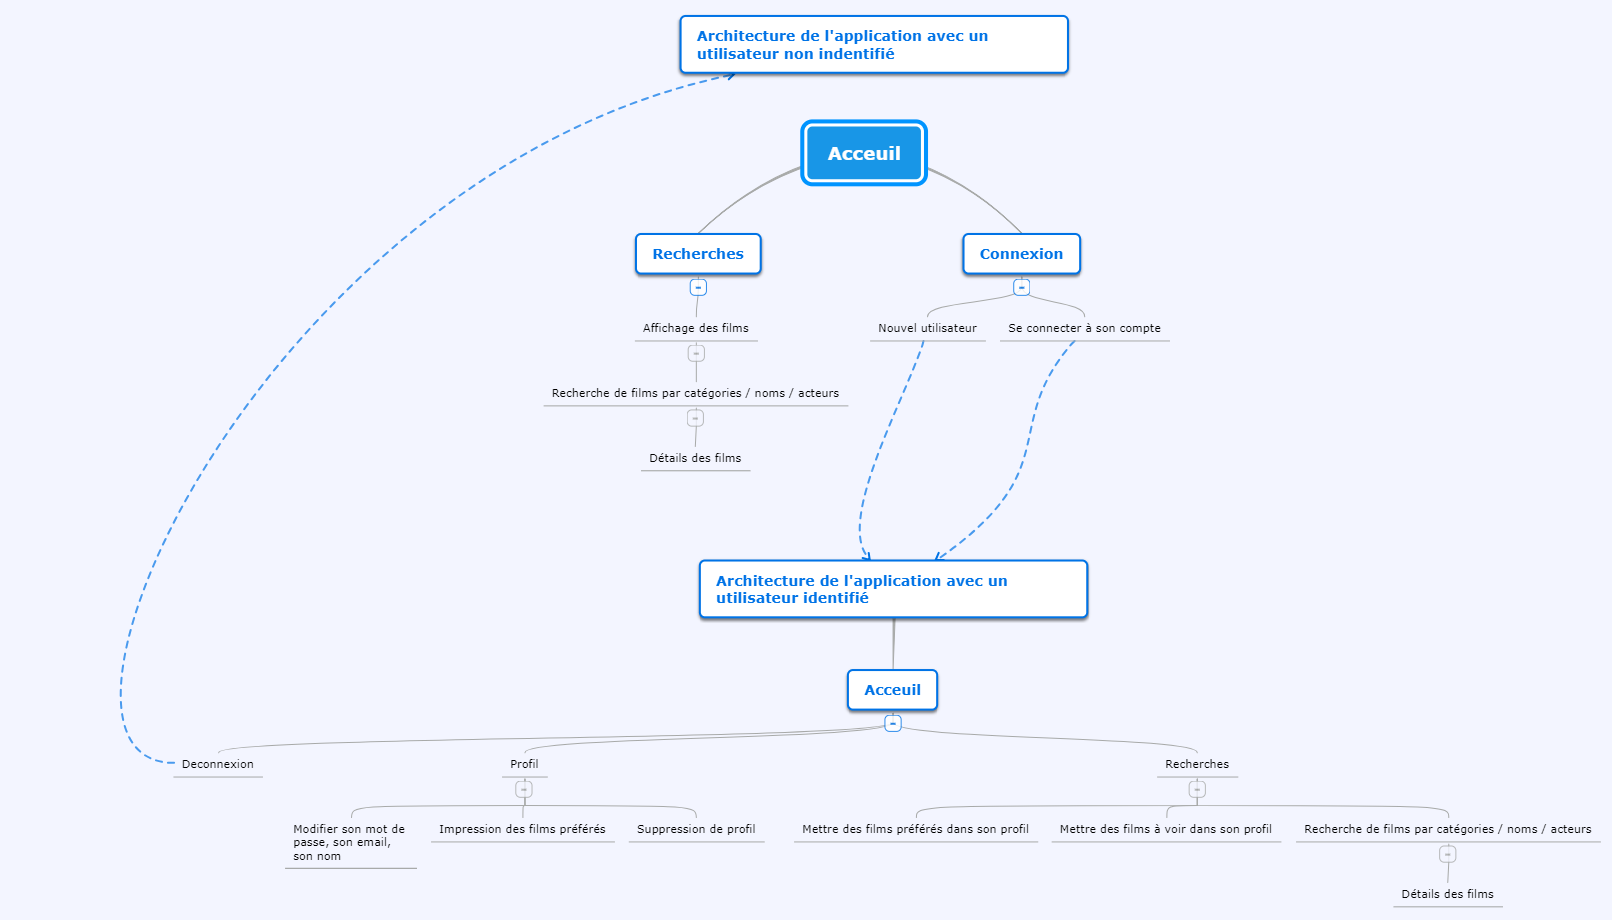 Architecture de l'application avec un
utilisateur non indentifié
Acceuil
Recherches
Connexion
Affichage des films
Nouvel utilisateur
Se connecter à son compte
Recherche de films par catégories / noms / acteurs
Détails des films
Architecture de l'application avec un
utilisateur identifié
Acceuil
Deconnexion
Profil
Recherches
Modifier son mot de
passe, son email,
son nom
Impression des films préférés
Suppression de profil
Mettre des films préférés dans son profil
Mettre des films à voir dans son profil
Recherche de films par catégories / noms / acteurs
Détails des films